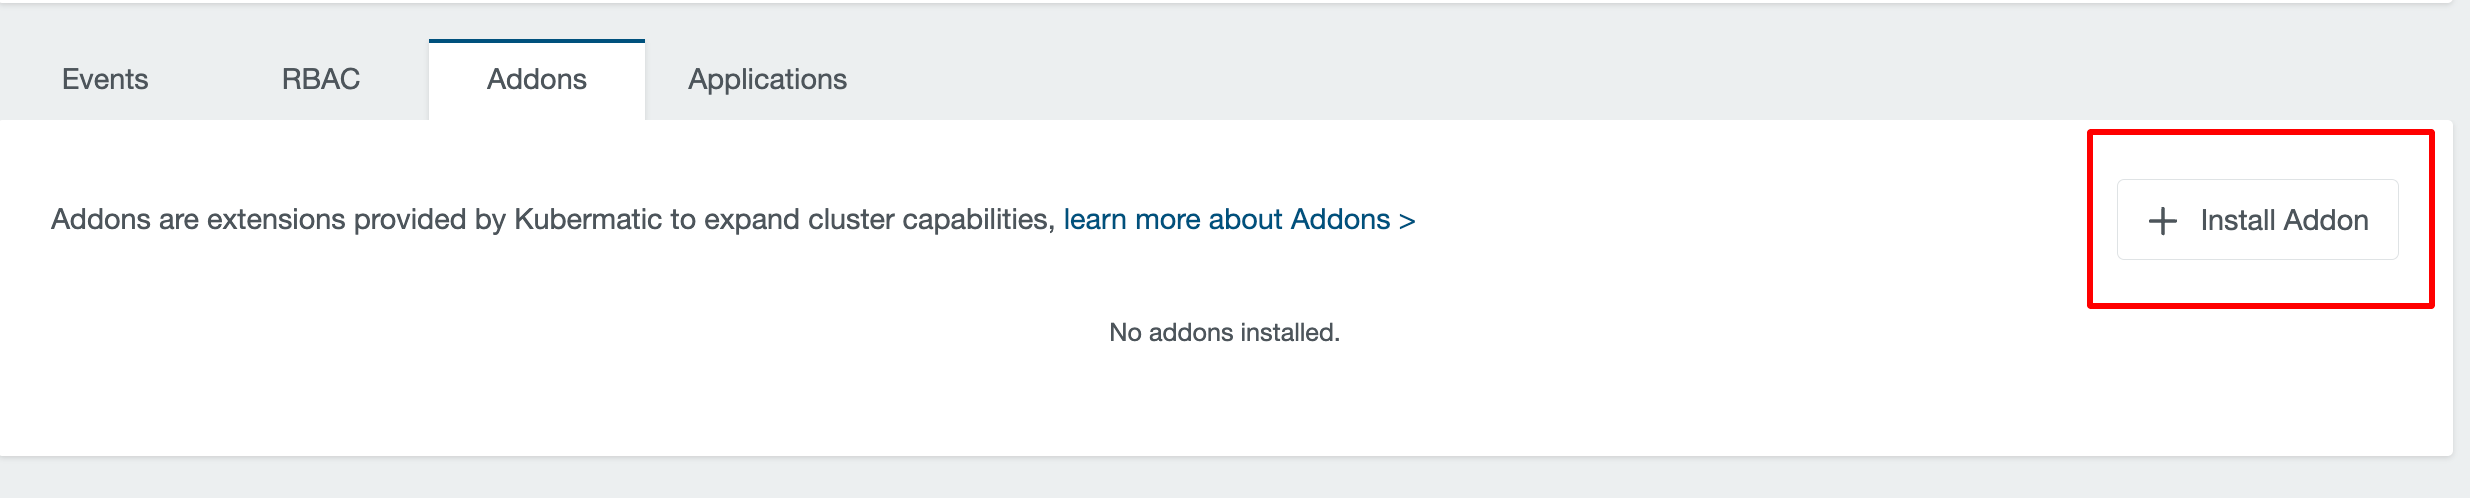 Events RBAC Addons Applications
Addons are extensions provided by Kubermatic to expand cluster capabilities, learn more about Addons >
+ Install Addon
No addons installed.